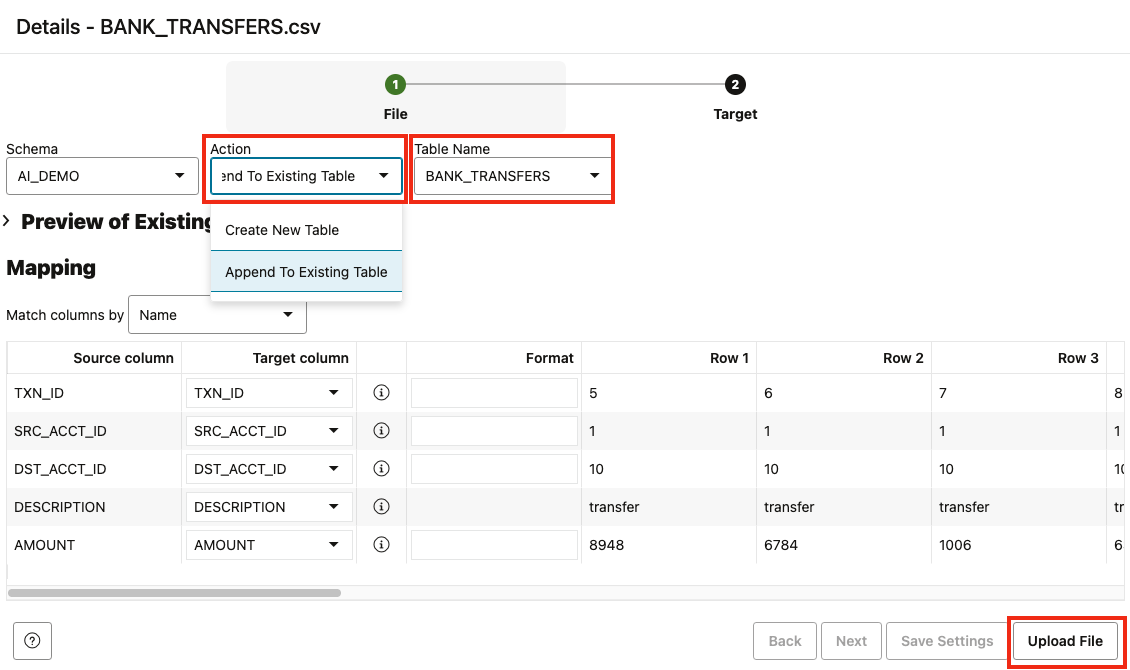 Details - BANK_TRANSFERS.csv
1 2
File Target
Schema Action Table Name
AI_DEMO end To Existing Table BANK_TRANSFERS
Preview of Existing
Create New Table
Append To Existing Table
Mapping
Match columns by Name
Source column Target column Format Row 1 Row 2 Row 3
TXN_ID TXN_ID 5 6 7 8
SRC_ACCT_ID SRC_ACCT_ID 1 1 1 1
DST_ACCT_ID DST_ACCT_ID 10 10 10 10
DESCRIPTION DESCRIPTION transfer transfer transfer tr
AMOUNT AMOUNT 8948 6784 1006 6
? Back Next Save Settings Upload File